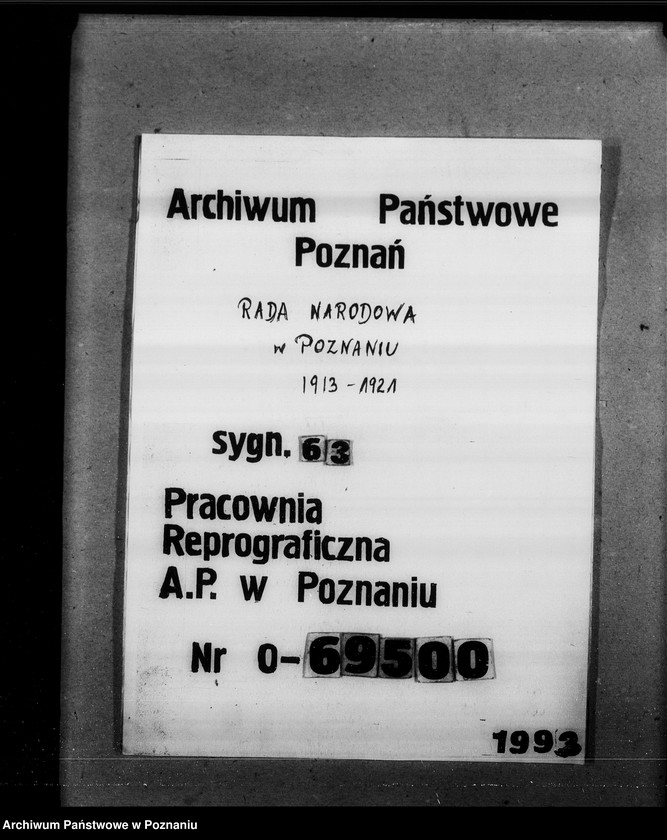 Archiwum Państwowe
Poznań
RADA NARODOWA
w POZNANIU
1913-1921
sygn. 63
Pracownia
Reprograficzna
A.P. w Poznaniu
Nr O-69500
1993
Archiwum Państwowe w Poznaniu